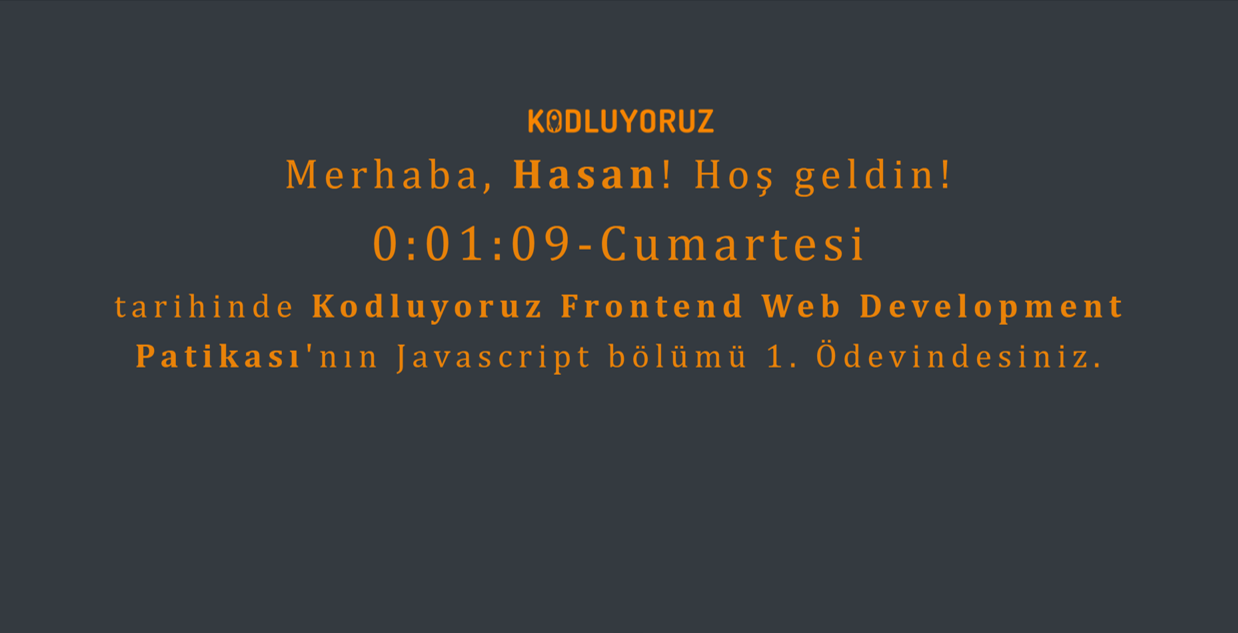 KODLUYORUZ
Merhaba, Hasan! Hoş geldin!
0:01:09-Cumartesi
tarihinde Kodluyoruz Frontend Web Development
Patikası'nın Javascript bölümü 1. Ödevindesiniz.